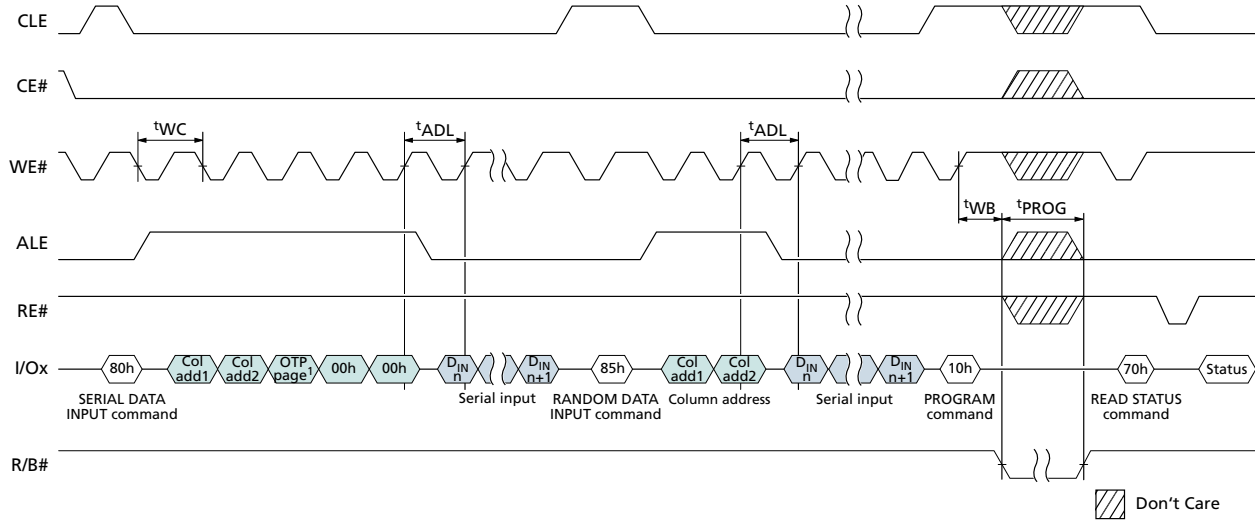 CLE
CE#
tWC
tADL
tADL
WE#
tWB
tPROG
ALE
RE#
I/Ox
80h
Col
add1
Col
add2
OTP
page1
00h
00h
DIN
n
DIN
n+1
85h
Col
add1
Col
add2
DIN
n
DIN
n+1
10h
70h
Status
SERIAL DATA
INPUT command
Serial input
RANDOM DATA
INPUT command
Column address
Serial input
PROGRAM
command
READ STATUS
command
R/B#
Don't Care